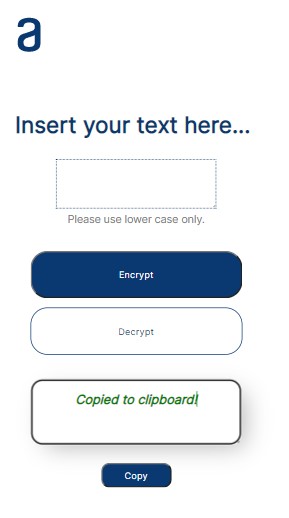 a
Insert your text here...
Please use lower case only.
Encrypt
Decrypt
Copied to clipboard!
Copy